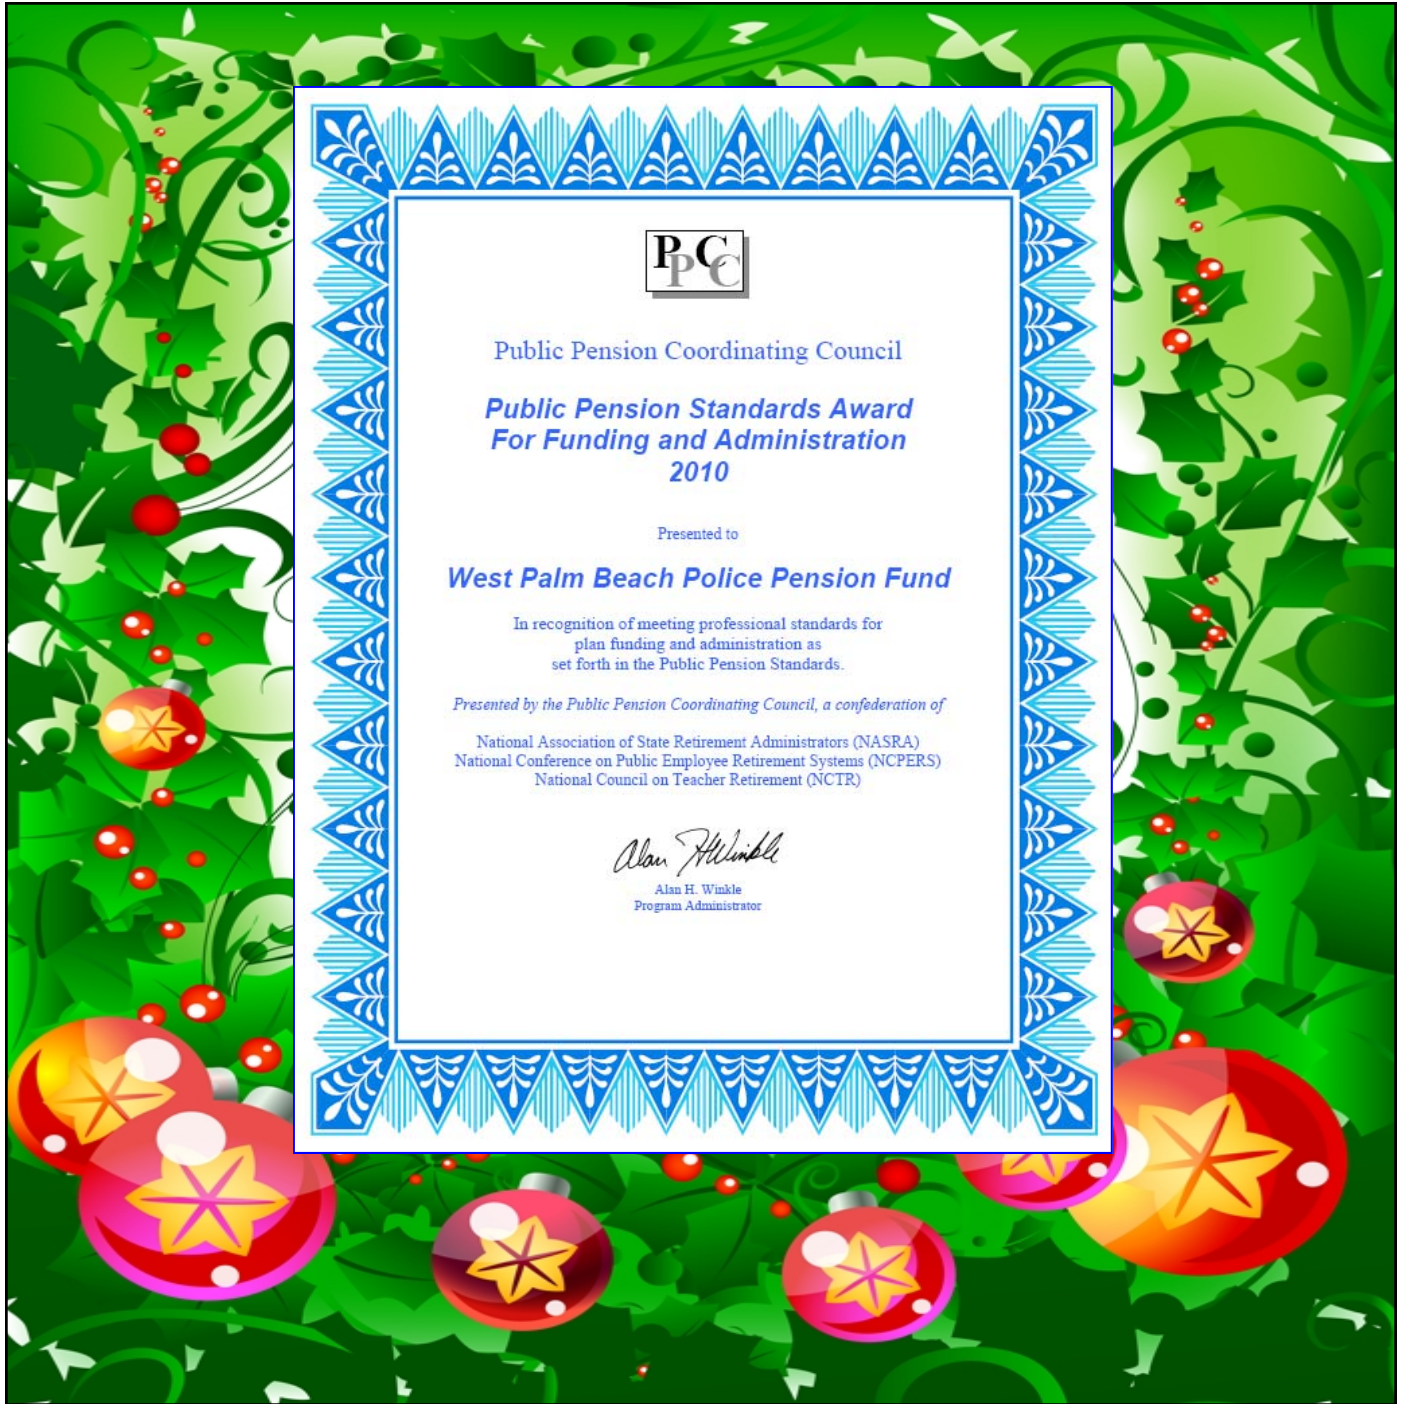 PPCC
Public Pension Coordinating Council
Public Pension Standards Award
For Funding and Administration
2010
Presented to
West Palm Beach Police Pension Fund
In recognition of meeting professional standards for
plan funding and administration as
set forth in the Public Pension Standards.
Presented by the Public Pension Coordinating Council, a confederation of
National Association of State Retirement Administrators (NASRA)
National Conference on Public Employee Retirement Systems (NCPERS)
National Council on Teacher Retirement (NCTR)
Alan H Winkle
Alan H. Winkle
Program Administrator